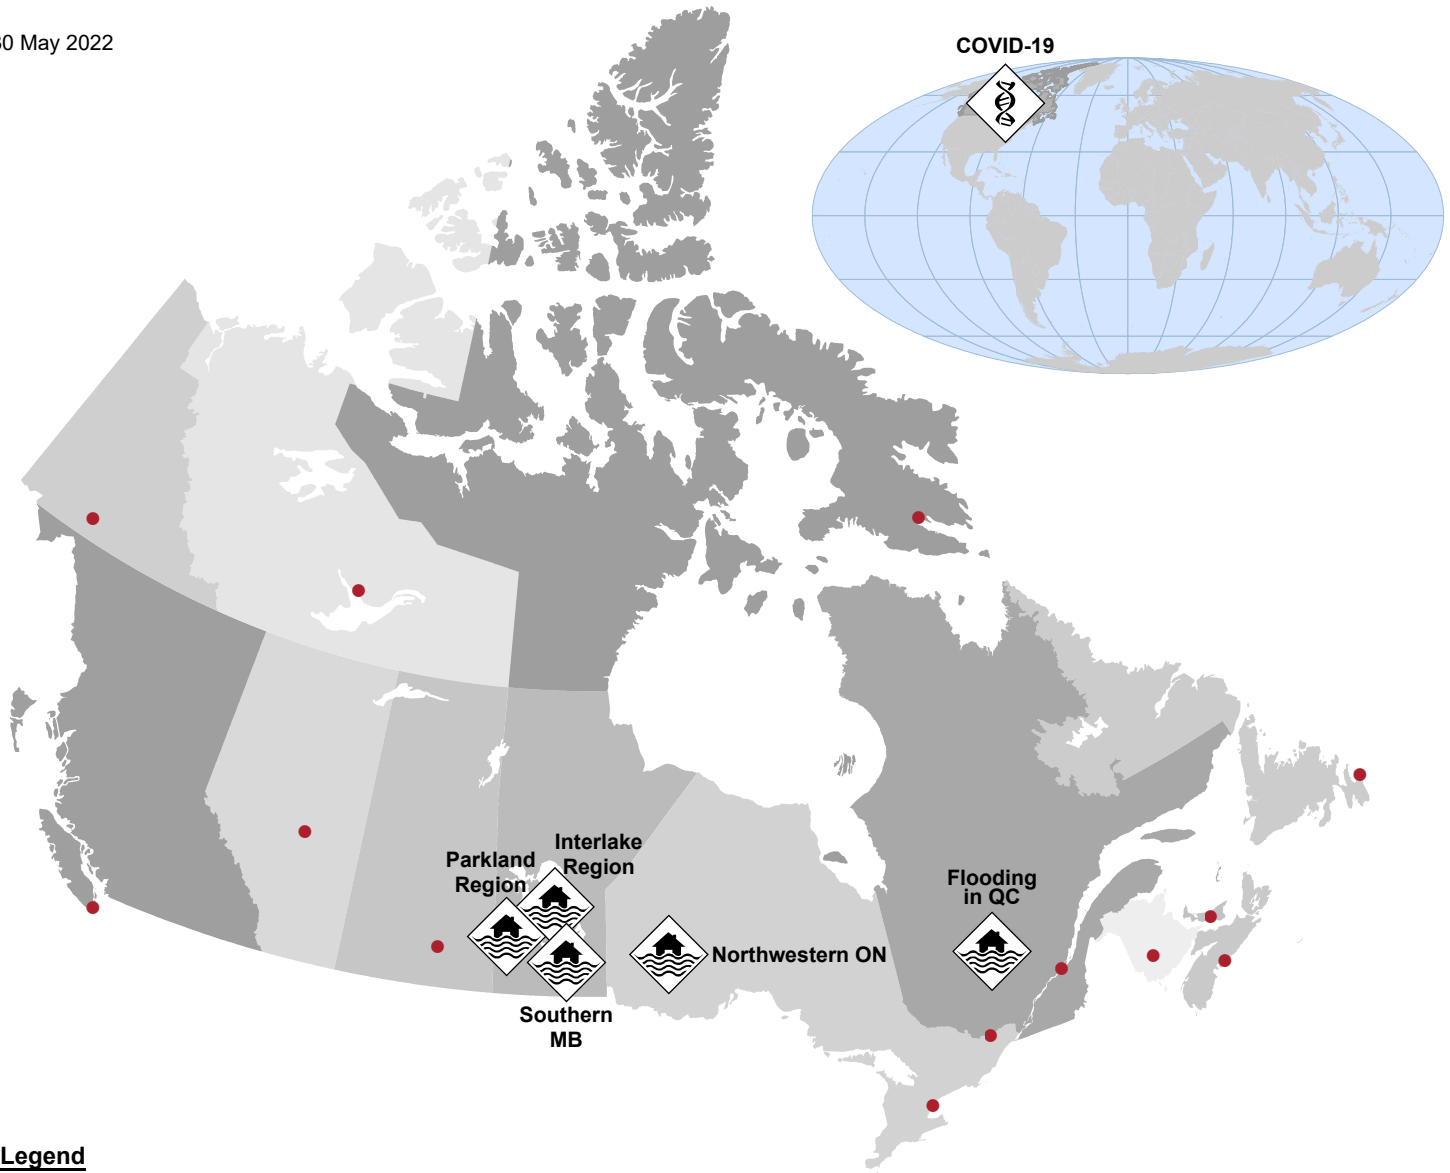 0 May 2022
COVID-19
Interlake
Region
Parkland
Region
Flooding
in QC
Northwestern ON
Southern
MB
Legend